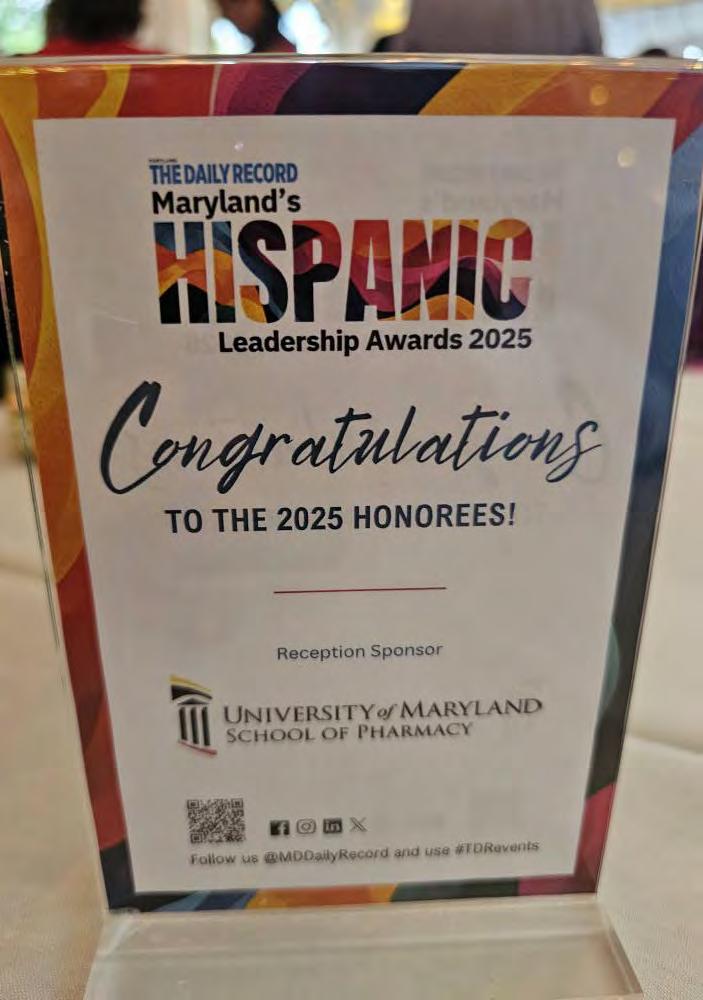 THE DAILY RECORD
Maryland's
HISPANIC
Leadership Awards 2025
Congratulations
TO THE 2025 HONOREES!
Reception Sponsor
UNIVERSITY of MARYLAND
SCHOOL OF PHARMACY
Follow us @MDDailyRecord and use #TDRevents